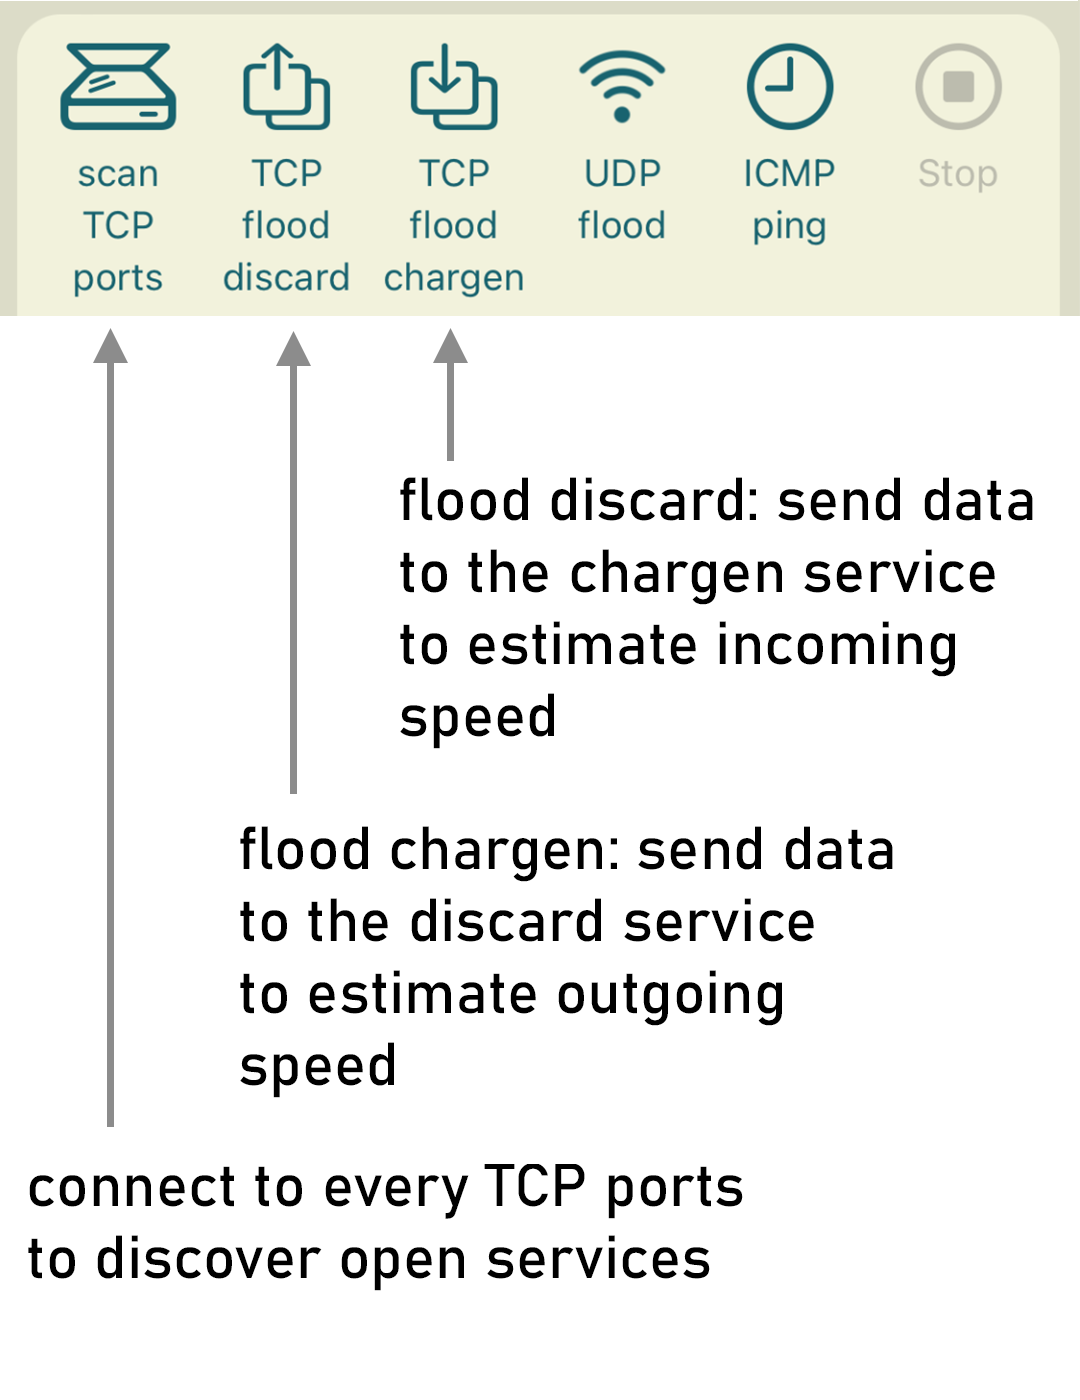 scan
TCP
ports
TCP
flood
discard
TCP
flood
chargen
UDP
flood
ICMP
ping
Stop
flood discard: send data
to the chargen service
to estimate incoming
speed
flood chargen: send data
to the discard service
to estimate outgoing
speed
connect to every TCP ports
to discover open services